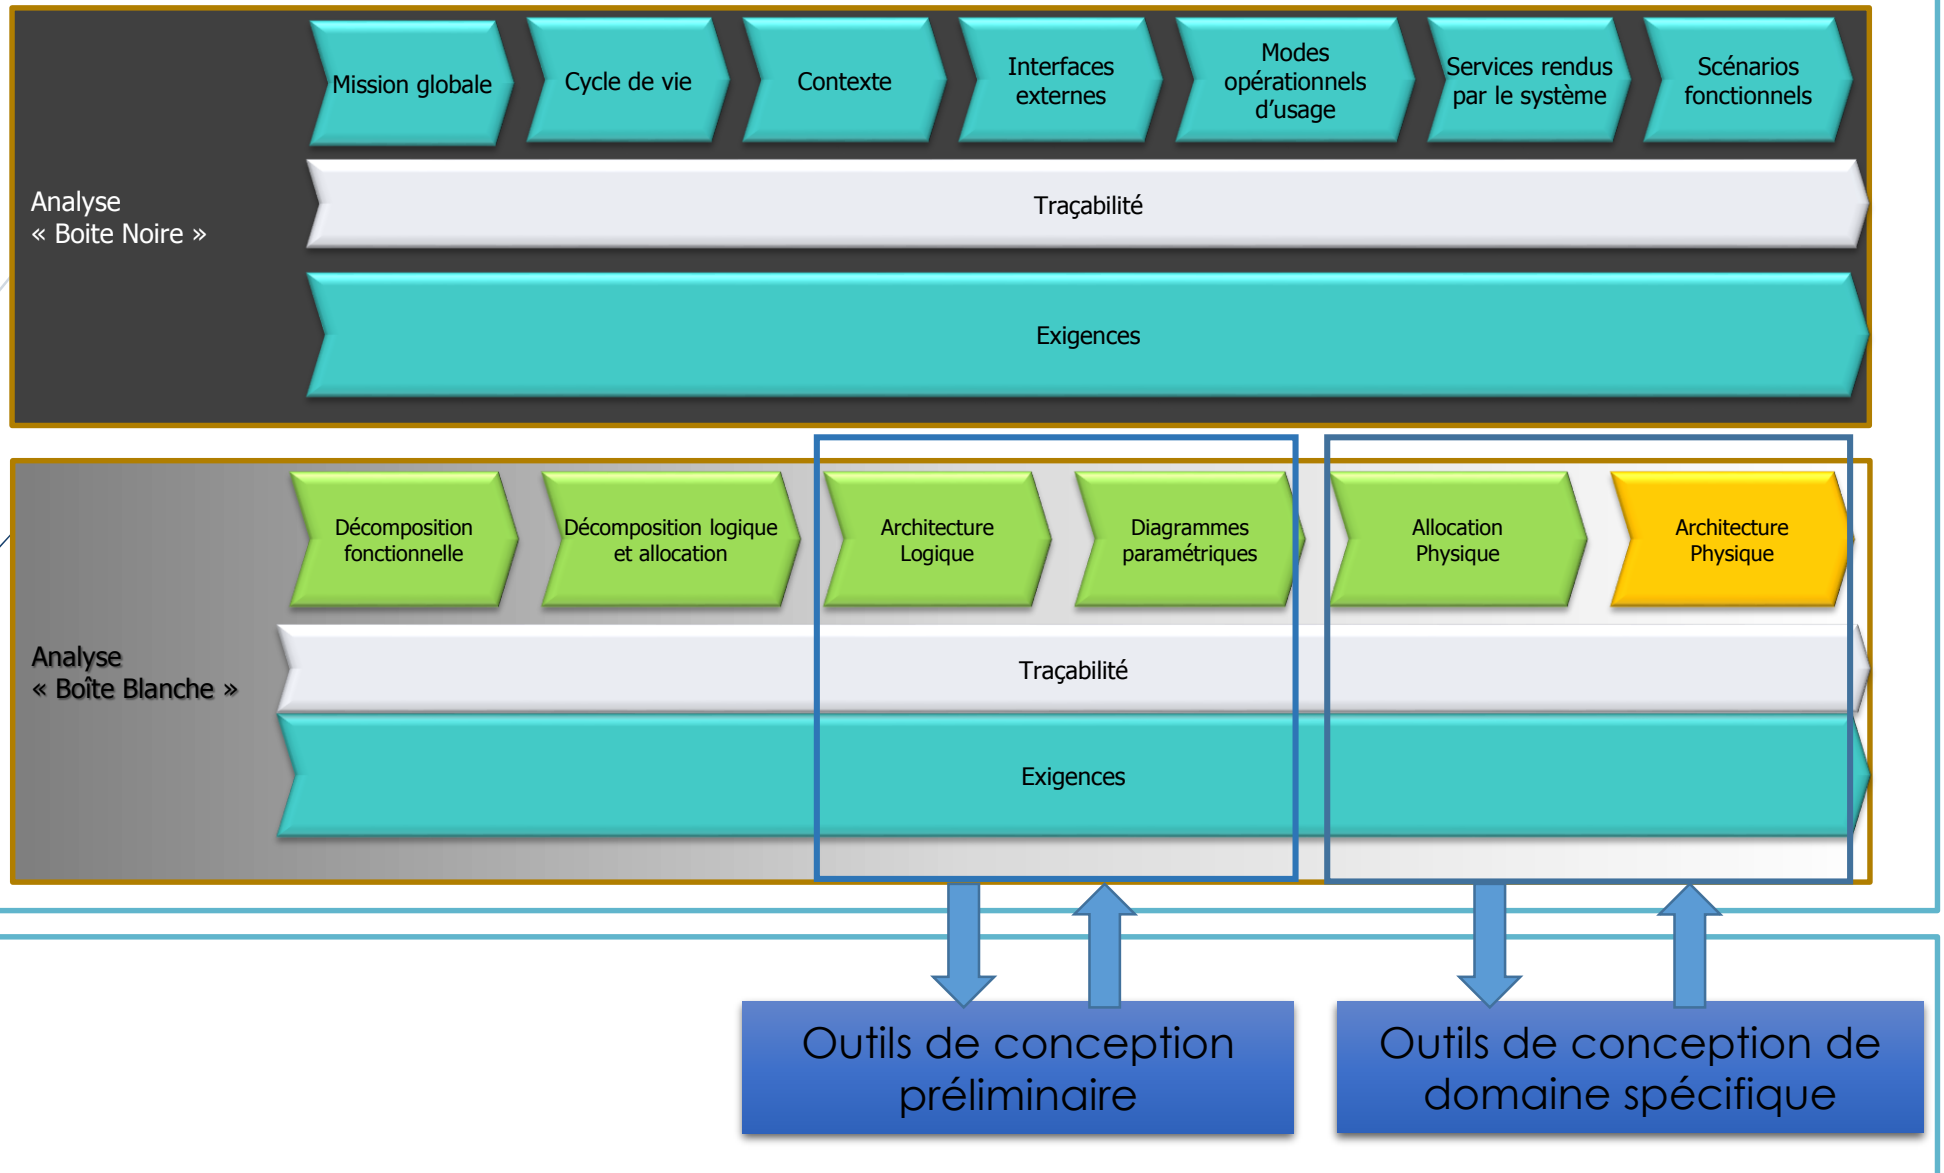 Mission globale
Cycle de vie
Contexte
Interfaces
externes
Modes
opérationnels
d'usage
Services rendus
par le système
Scénarios
fonctionnels
Analyse
« Boite Noire »
Traçabilité
Exigences
Décomposition
fonctionnelle
Décomposition logique
et allocation
Architecture
Logique
Diagrammes
paramétriques
Allocation
Physique
Architecture
Physique
Analyse
« Boîte Blanche »
Traçabilité
Exigences
Outils de conception
préliminaire
Outils de conception de
domaine spécifique